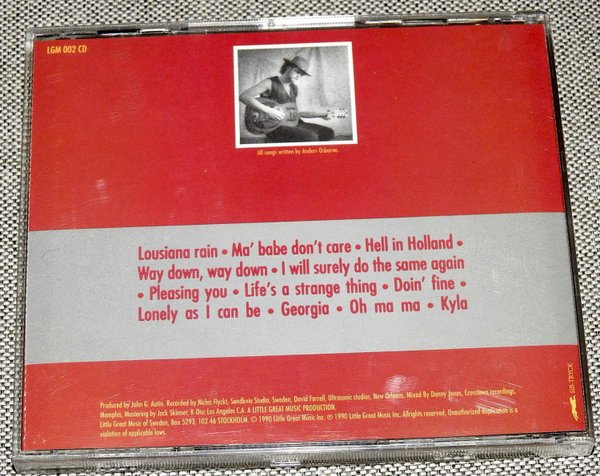 LGM 002 CD
All songs written by Anders Osborne.
Lousiana rain • Ma' babe don't care • Hell in Holland •
Way down, way down • I will surely do the same again
• Pleasing you • Life's a strange thing • Doin' fine •
Lonely as I can be • Georgia • Oh ma ma • Kyla
Produced by John G. Autin. Recorded by Niclas Flyckt, Sandkvie Studio, Sweden, David Farrell, Ultrasonic studios, New Orleans, Mixed By Danny Jones, Crosstown recordings,
Memphis, Mastering by Jack Skinner, K-Disc Los Angeles C.A. A LITTLE GREAT MUSIC PRODUCTION.
Little Great Music of Sweden, Box 5293, 102 46 STOCKHOLM. © 1990 Little Great Music Inc. ℗ 1990 Little Great Music Inc. Allrights reserved, Unauthorized duplication is a
violation of applicable laws.
SIB-TRYCK